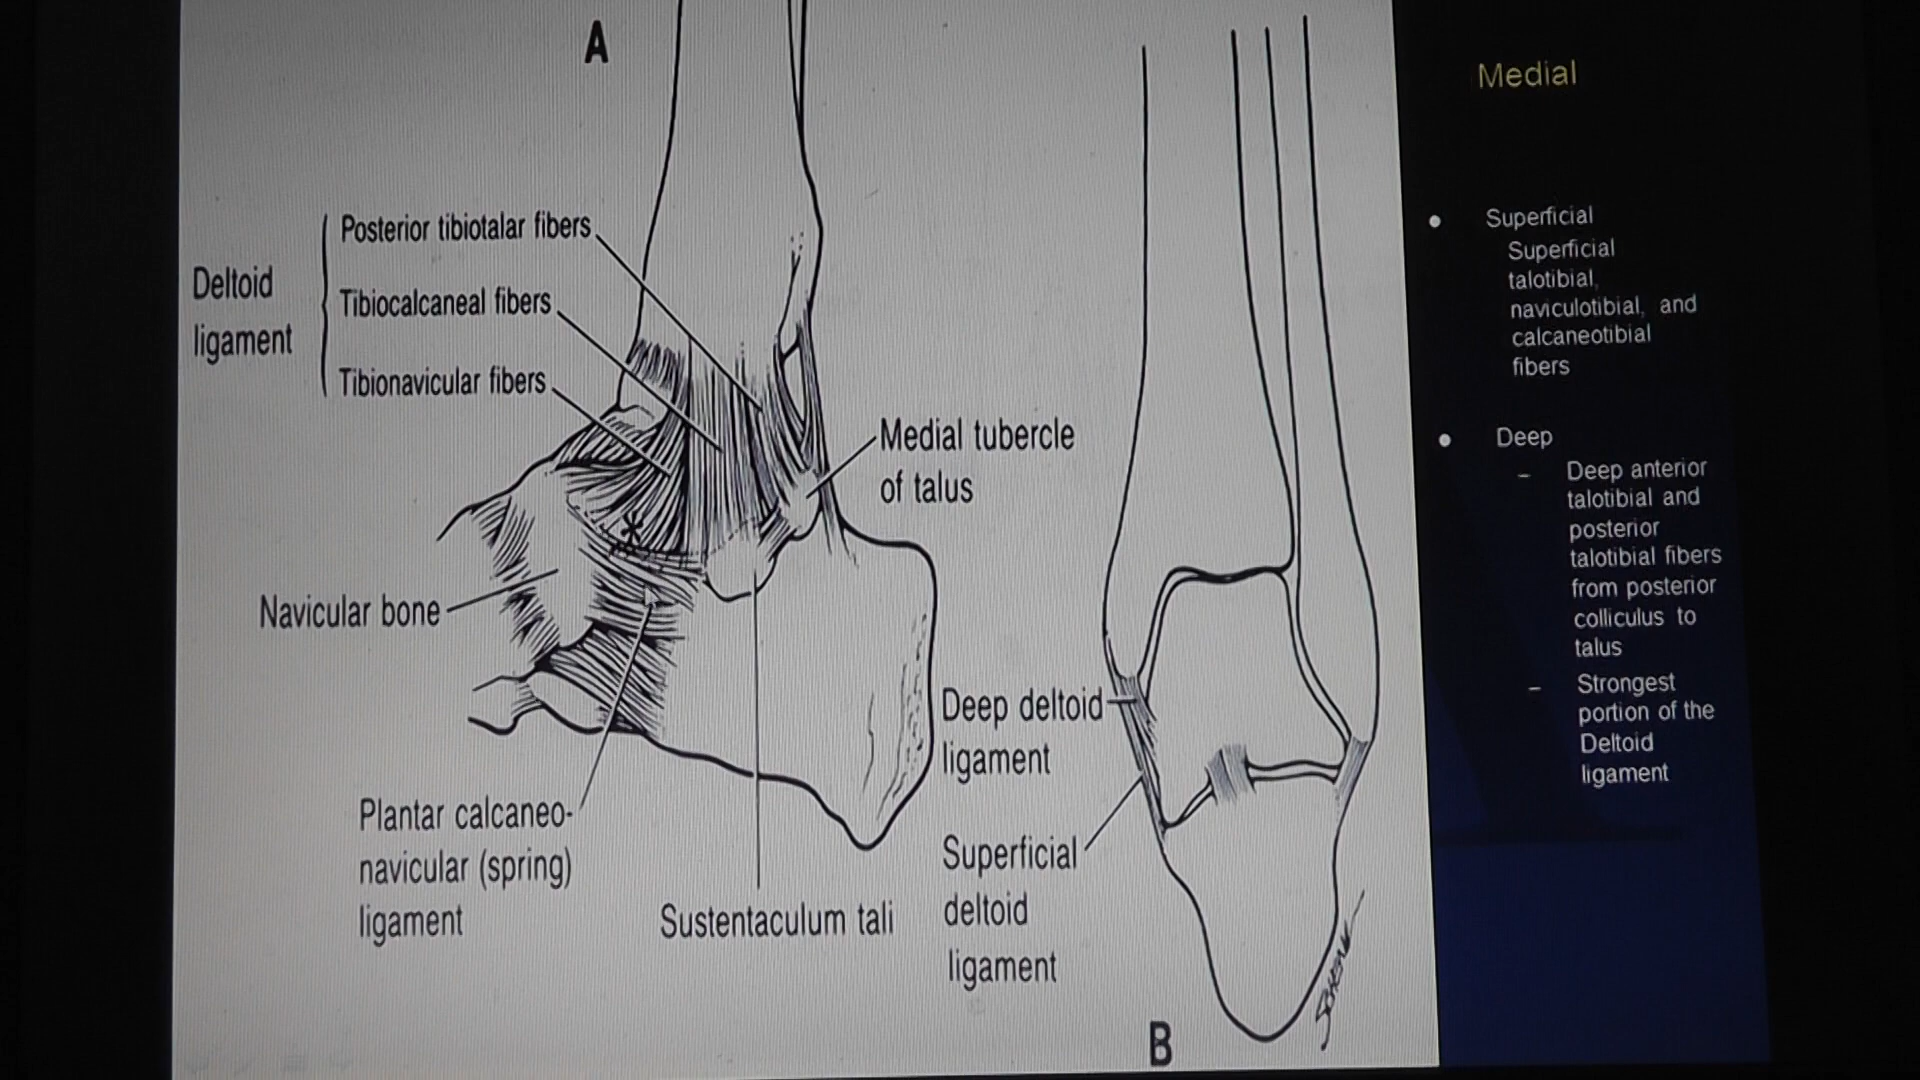 A
Posterior tibiotalar fibers
Deltoid
ligament
Tibiocalcaneal fibers
Tibionavicular fibers
Medial tubercle
of talus
Navicular bone
Plantar calcaneo-
navicular (spring)
ligament
Sustentaculum tali
Deep deltoid
ligament
Superficial
deltoid
ligament
B
Medial
• Superficial
Superficial
talotibial,
naviculotibial, and
calcaneotibial
fibers
• Deep
– Deep anterior
talotibial and
posterior
talotibial fibers
from posterior
colliculus to
talus
– Strongest
portion of the
Deltoid
ligament